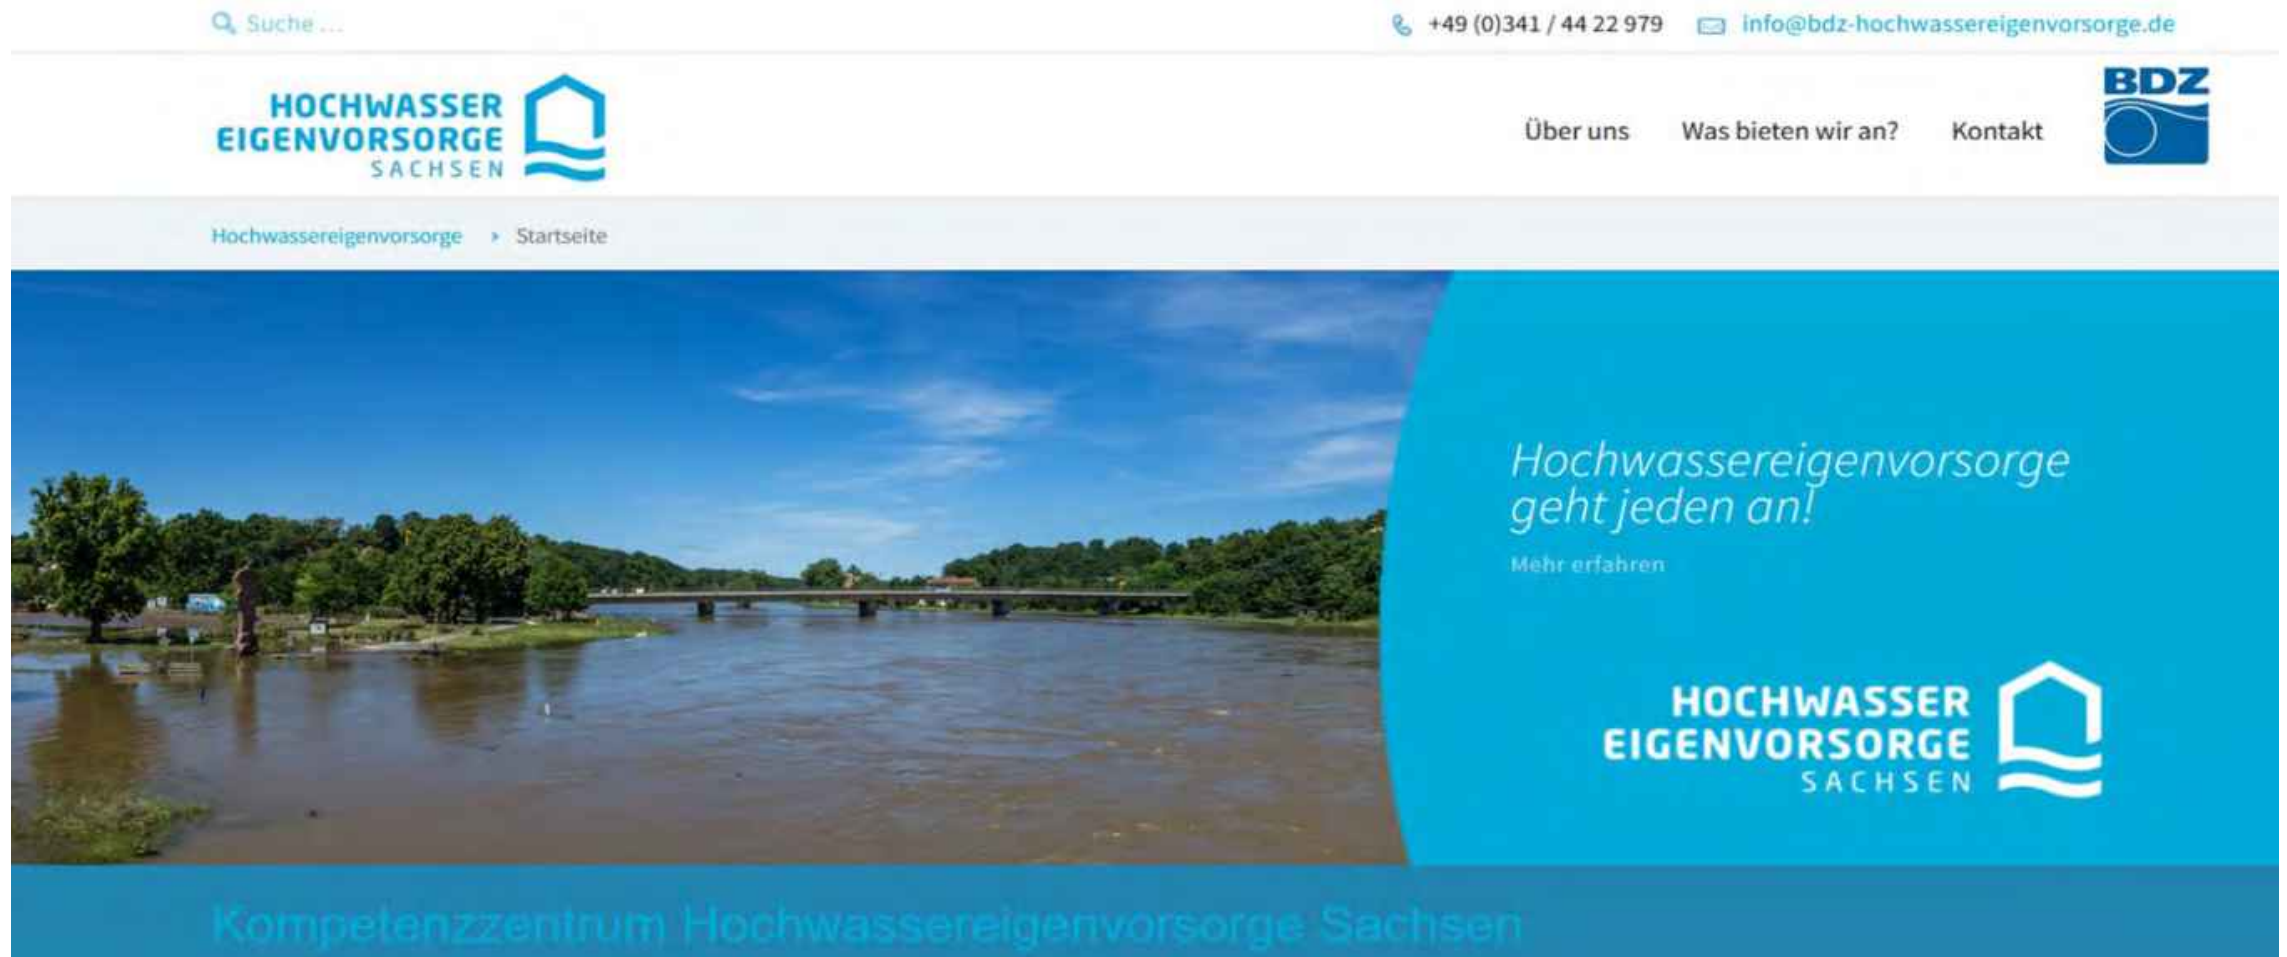 Suche ...
+49 (0)341 / 44 22 979
info@bdz-hochwassereigenvorsorge.de
HOCHWASSER
EIGENVORSORGE
SACHSEN
Über uns
Was bieten wir an?
Kontakt
BDZ
Hochwassereigenvorsorge › Startseite
Hochwassereigenvorsorge
geht jeden an!
Mehr erfahren
HOCHWASSER
EIGENVORSORGE
SACHSEN
Kompetenzzentrum Hochwassereigenvorsorge Sachsen